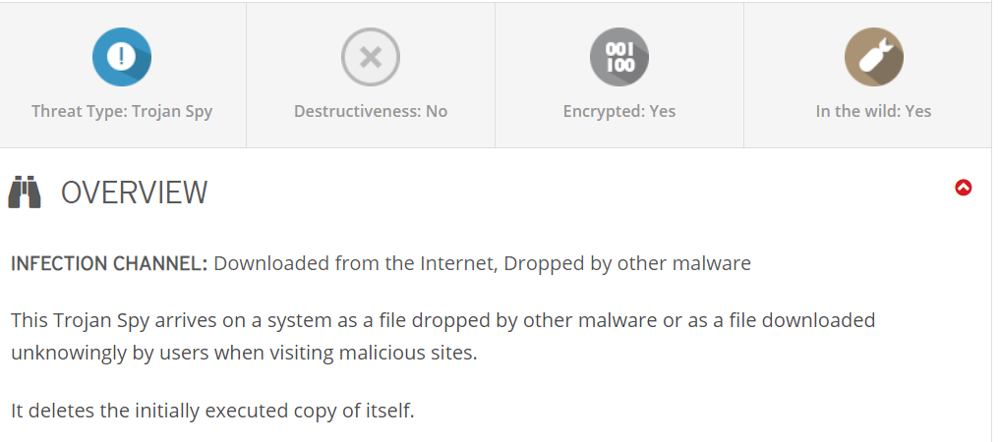 001
100
Threat Type: Trojan Spy
Destructiveness: No
Encrypted: Yes
In the wild: Yes
OVERVIEW
INFECTION CHANNEL: Downloaded from the Internet, Dropped by other malware
This Trojan Spy arrives on a system as a file dropped by other malware or as a file downloaded
unknowingly by users when visiting malicious sites.
It deletes the initially executed copy of itself.